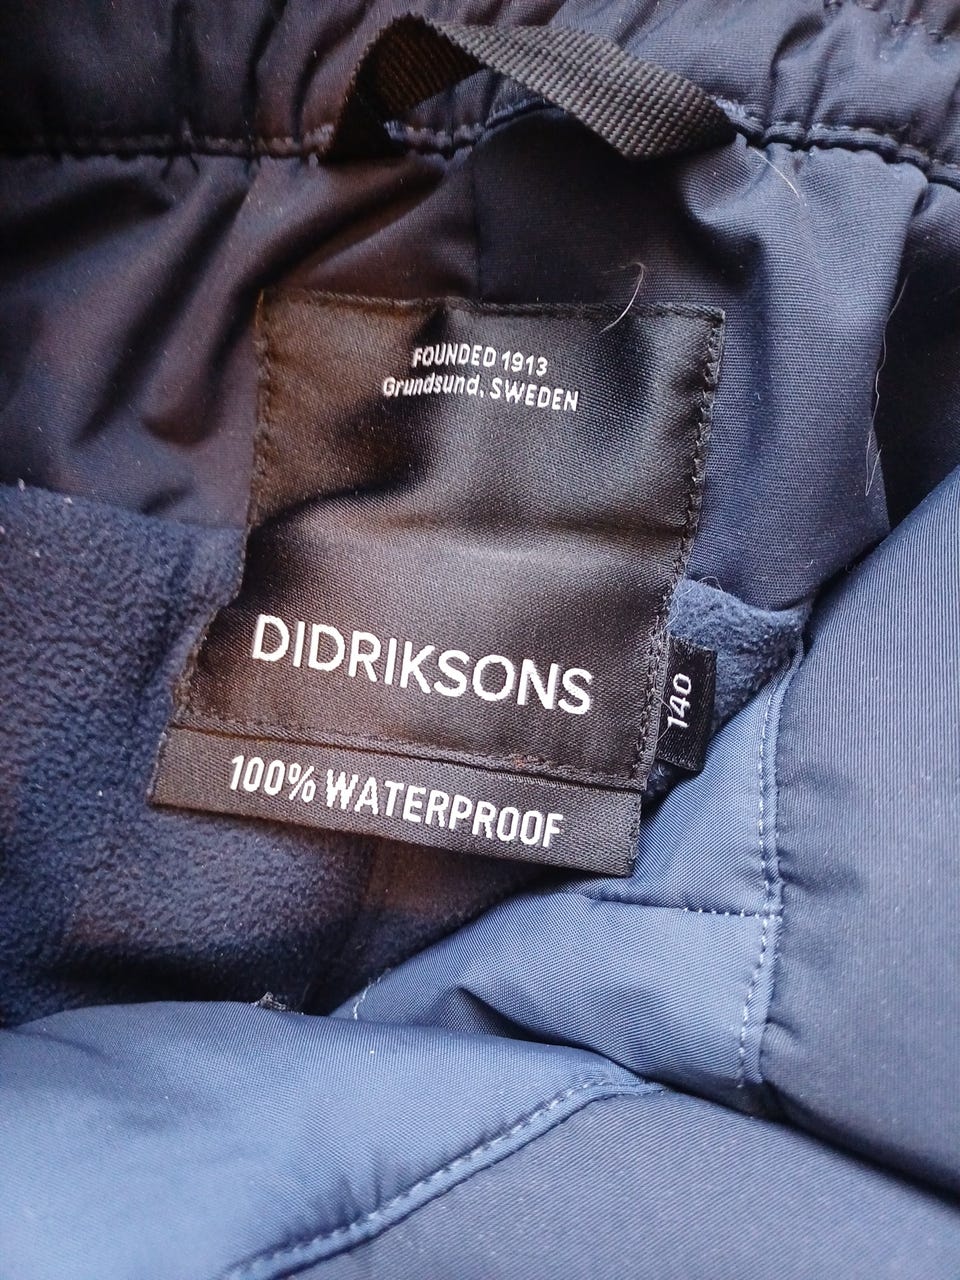 FOUNDED 1913
Grundsund, SWEDEN
DIDRIKSONS
140
100% WATERPROOF